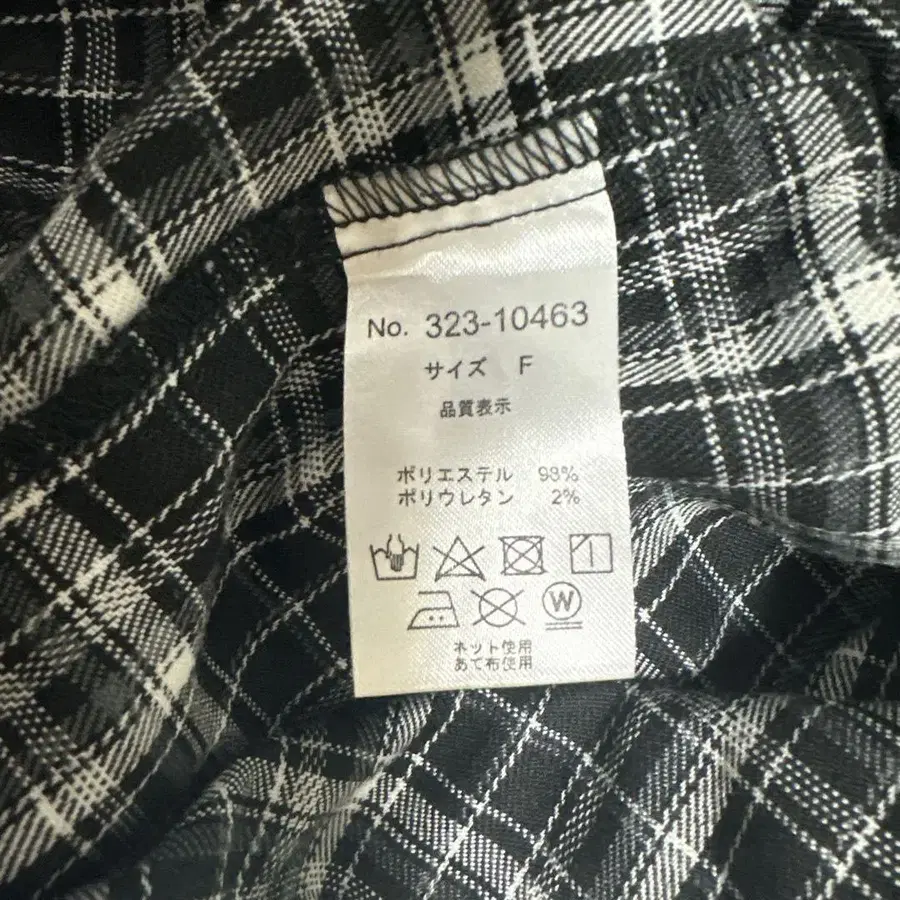 No. 323-10463
サイズ F
品質表示
ポリエステル 98%
ポリウレタン 2%
W
ネット使用
あて布使用